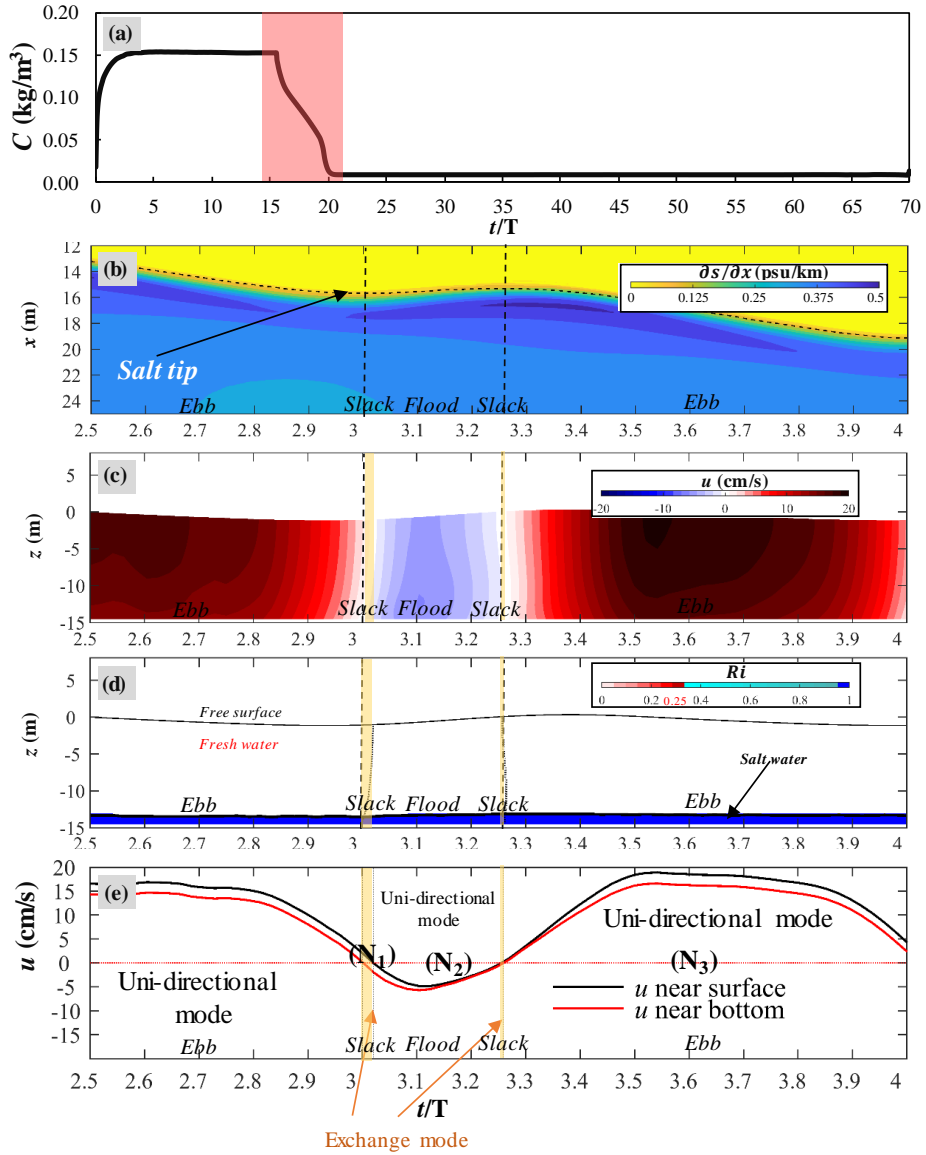 (a)
C (kg/m³)
0.20
0.15
0.10
0.05
0.00
0 5 10 15 20 25 30 35 40 45 50 55 60 65 70
t/T
(b)
x (m)
12
14
16
18
20
22
24
∂s/∂x (psu/km)
0 0.125 0.25 0.375 0.5
Salt tip
Ebb Slack Flood Slack Ebb
2.5 2.6 2.7 2.8 2.9 3 3.1 3.2 3.3 3.4 3.5 3.6 3.7 3.8 3.9 4
(c)
z (m)
5
0
-5
-10
-15
u (cm/s)
-20 -10 -5 0 5 10 20
Ebb Slack Flood Slack Ebb
2.5 2.6 2.7 2.8 2.9 3 3.1 3.2 3.3 3.4 3.5 3.6 3.7 3.8 3.9 4
(d)
z (m)
5
0
-5
-10
-15
Ri
0 0.2 0.25 0.4 0.6 0.8 1
Free surface
Fresh water
Salt water
Ebb Slack Flood Slack Ebb
2.5 2.6 2.7 2.8 2.9 3 3.1 3.2 3.3 3.4 3.5 3.6 3.7 3.8 3.9 4
(e)
u (cm/s)
20
15
10
5
0
-5
-10
-15
Uni-directional
mode
Uni-directional mode
(N₁)
(N₂)
(N₃)
Uni-directional
mode
u near surface
u near bottom
Ebb Slack Flood Slack Ebb
2.5 2.6 2.7 2.8 2.9 3 3.1 3.2 3.3 3.4 3.5 3.6 3.7 3.8 3.9 4
t/T
Exchange mode